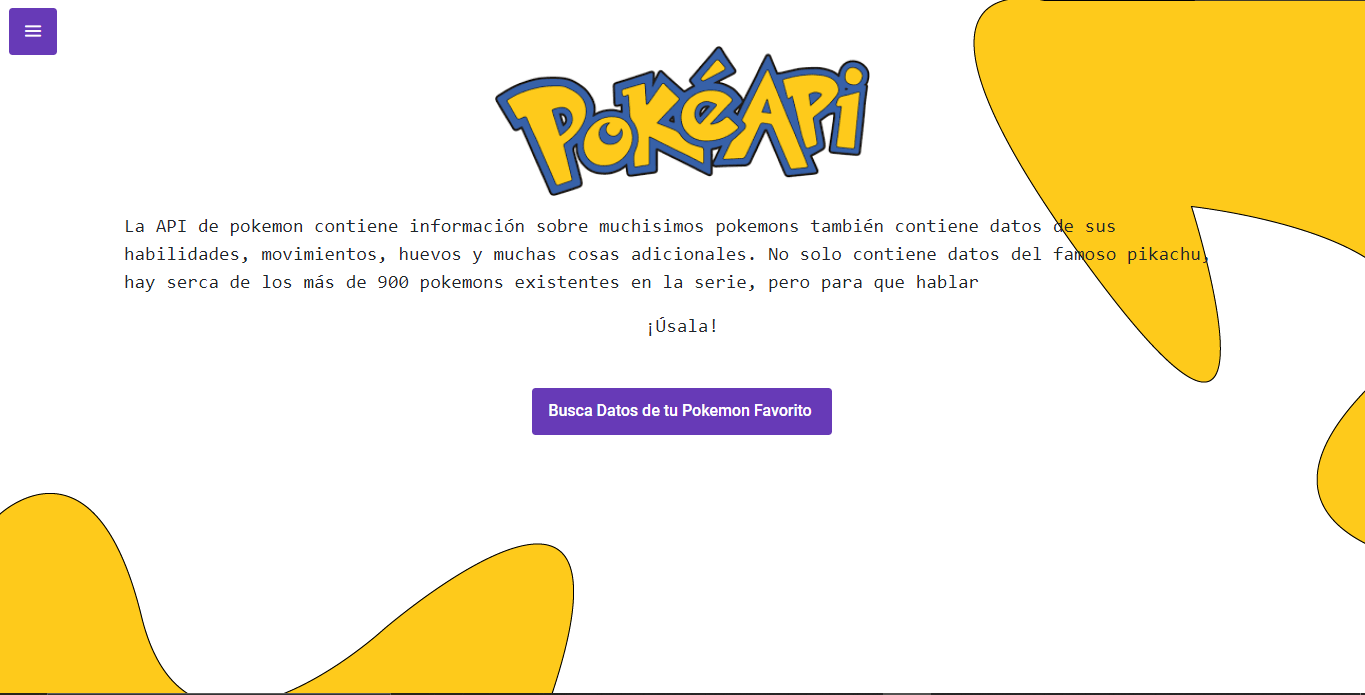 PokéAPi
La API de pokemon contiene información sobre muchisimos pokemons también contiene datos de sus
habilidades, movimientos, huevos y muchas cosas adicionales. No solo contiene datos del famoso pikachu,
hay serca de los más de 900 pokemons existentes en la serie, pero para que hablar
¡Úsala!
Busca Datos de tu Pokemon Favorito